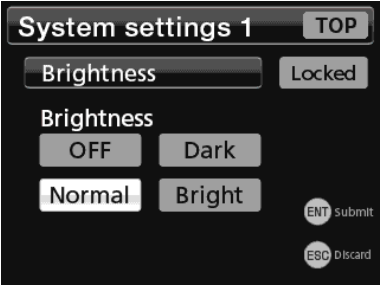 System settings 1 TOP
Brightness Locked
Brightness
OFF Dark
Normal Bright
ENT Submit
ESC Discard